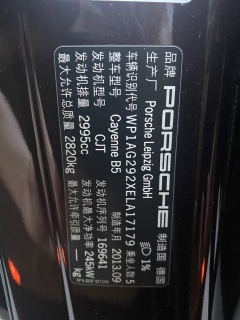 品牌 PORSCHE 制造国 德国
生产厂 Porsche Leipzig GmbH 1%
车辆识别代号 WP1AG292XELA17179 乘坐人数 5
整车型号 Cayenne B5 制造年月 2013.09
发动机型号 CJT 发动机序列号 169641
发动机排量 2995cc 发动机最大净功率 245kW
最大允许总质量 2820kg 最大允许牵引质量 — kg